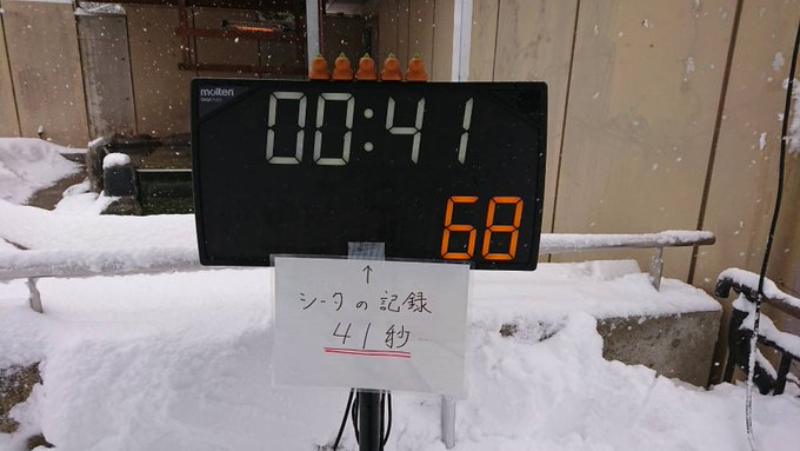 molten
00:41
68
↑
シータの記録
41秒